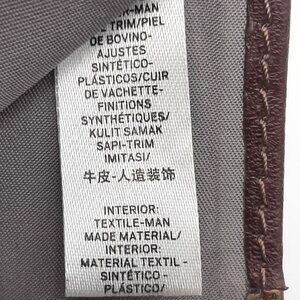 -MAN
TRIM/PIEL
DE BOVINO-
AJUSTES
SINTÉTICO-
PLÁSTICOS/CUIR
DE VACHETTE-
FINITIONS
SYNTHÉTIQUES/
KULIT SAMAK
SAPI-TRIM
IMITASI/
牛皮-人造装饰
INTERIOR:
TEXTILE-MAN
MADE MATERIAL/
INTERIOR:
MATERIAL TEXTIL -
SINTÉTICO -
PLÁSTICO/